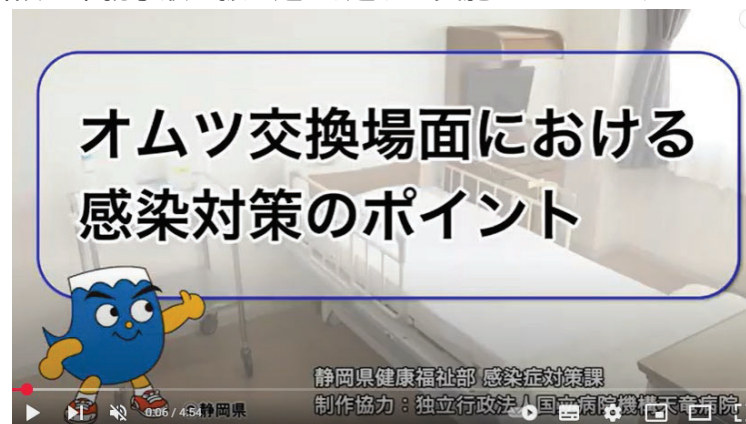 オムツ交換場面における
感染対策のポイント
静岡県健康福祉部 感染症対策課
制作協力：独立行政法人国立病院機構天竜病院
0:06 / 4:54
©静岡県